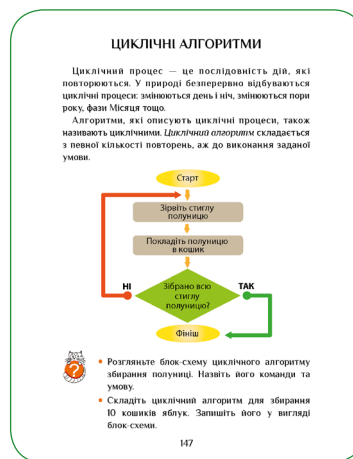 ЦИКЛІЧНІ АЛГОРИТМИ
Циклічний процес — це послідовність дій, які
повторюються. У природі безперервно відбуваються
циклічні процеси: змінюються день і ніч, змінюються пори
року, фази Місяця тощо.
Алгоритми, які описують циклічні процеси, також
називають циклічними. Циклічний алгоритм складається
з певної кількості повторень, аж до виконання заданої
умови.
Старт
Зірвіть стиглу
полуницю
Покладіть полуницю
в кошик
НІ
Зібрано всю
стиглу
полуницю?
ТАК
Фініш
?
• Розгляньте блок-схему циклічного алгоритму
збирання полуниці. Назвіть його команди та
умову.
• Складіть циклічний алгоритм для збирання
10 кошиків яблук. Запишіть його у вигляді
блок-схеми.
147